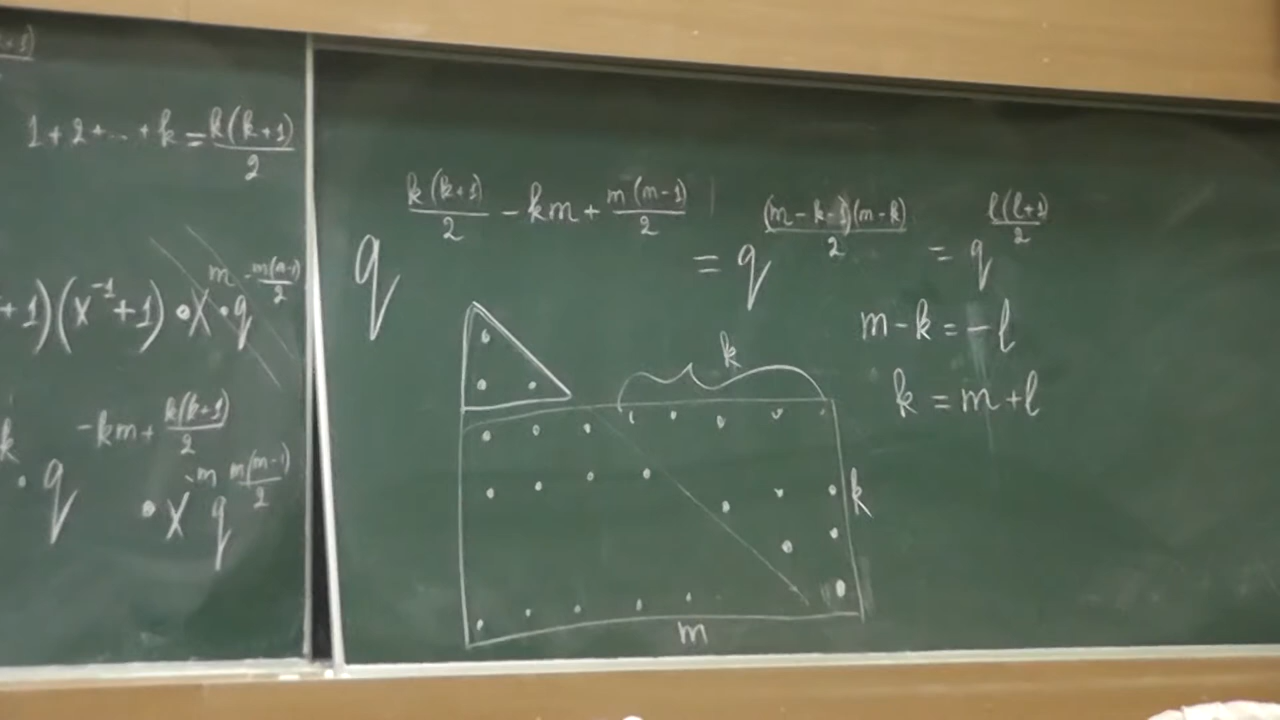 +1)
1+2+...+k=k(k+1)/2
+1)(x^{-1}+1)•x^m•q^{-m(m-1)/2}
k • q^{-km+k(k+1)/2} • x^{-m} q^{m(m-1)/2}
q^{k(k+1)/2 - km + m(m-1)/2} = q^{(m-k-1)(m-k)/2} = q^{l(l+1)/2}
m-k=-l
k=m+l
k
k
m